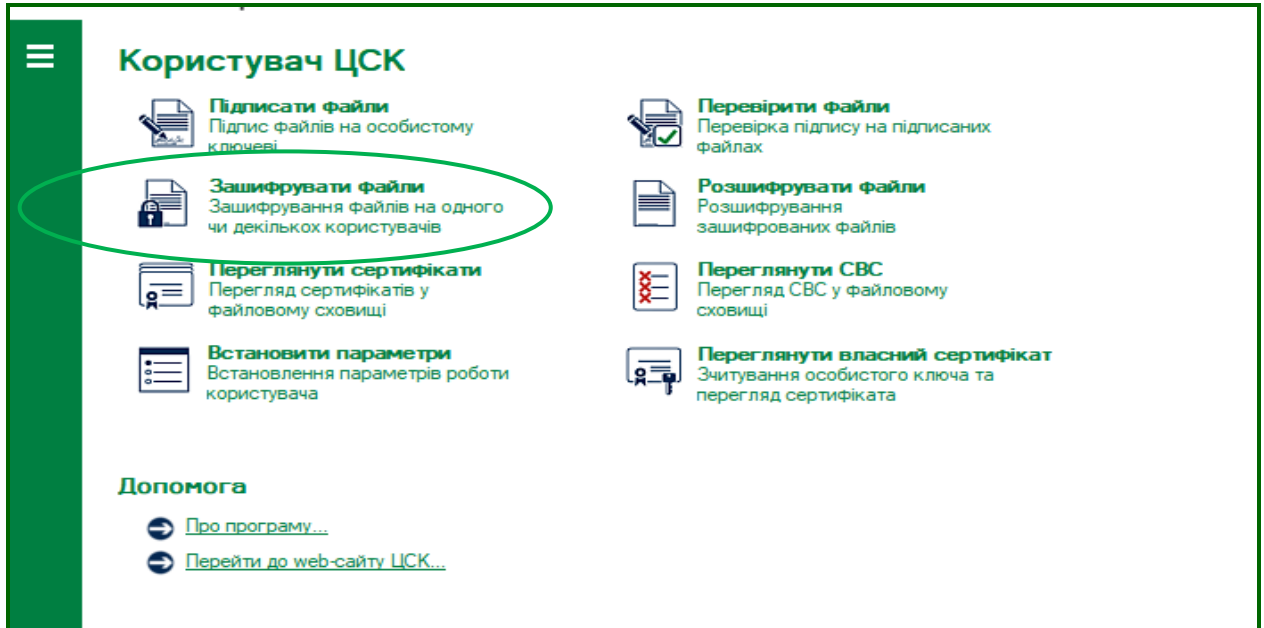 Користувач ЦСК
Підписати файли
Підпис файлів на особистому
ключеві
Перевірити файли
Перевірка підпису на підписаних
файлах
Зашифрувати файли
Зашифрування файлів на одного
чи декількох користувачів
Розшифрувати файли
Розшифрування
зашифрованих файлів
Переглянути сертифікати
Перегляд сертифікатів у
файловому сховищі
Переглянути СВС
Перегляд СВС у файловому
сховищі
Встановити параметри
Встановлення параметрів роботи
користувача
Переглянути власний сертифікат
Зчитування особистого ключа та
перегляд сертифіката
Допомога
Про програму...
Перейти до web-сайту ЦСК...